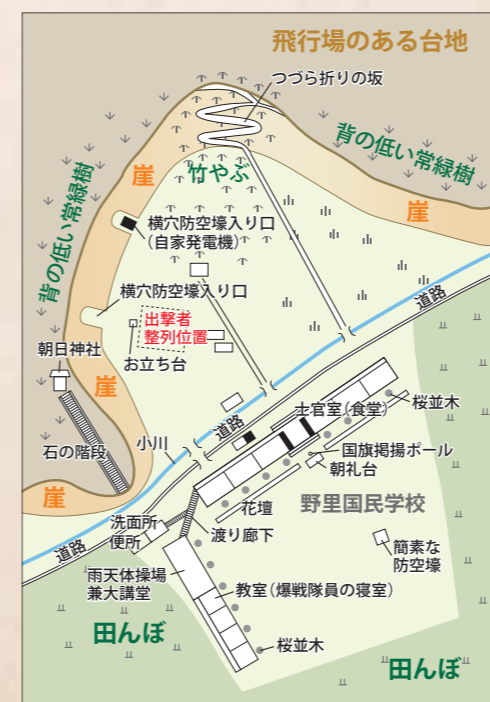 飛行場のある台地
つづら折りの坂
背の低い常緑樹
竹やぶ
崖
崖
背の低い常緑樹
横穴防空壕入り口
(自家発電機)
横穴防空壕入り口
道路
出撃者
整列位置
お立ち台
朝日神社
崖
士官室(食堂)
桜並木
道路
石の階段
小川
国旗掲揚ポール
朝礼台
崖
花壇
野里国民学校
洗面所
便所
渡り廊下
道路
簡素な
防空壕
雨天体操場
兼大講堂
教室(爆戦隊員の寝室)
田んぼ
桜並木
田んぼ